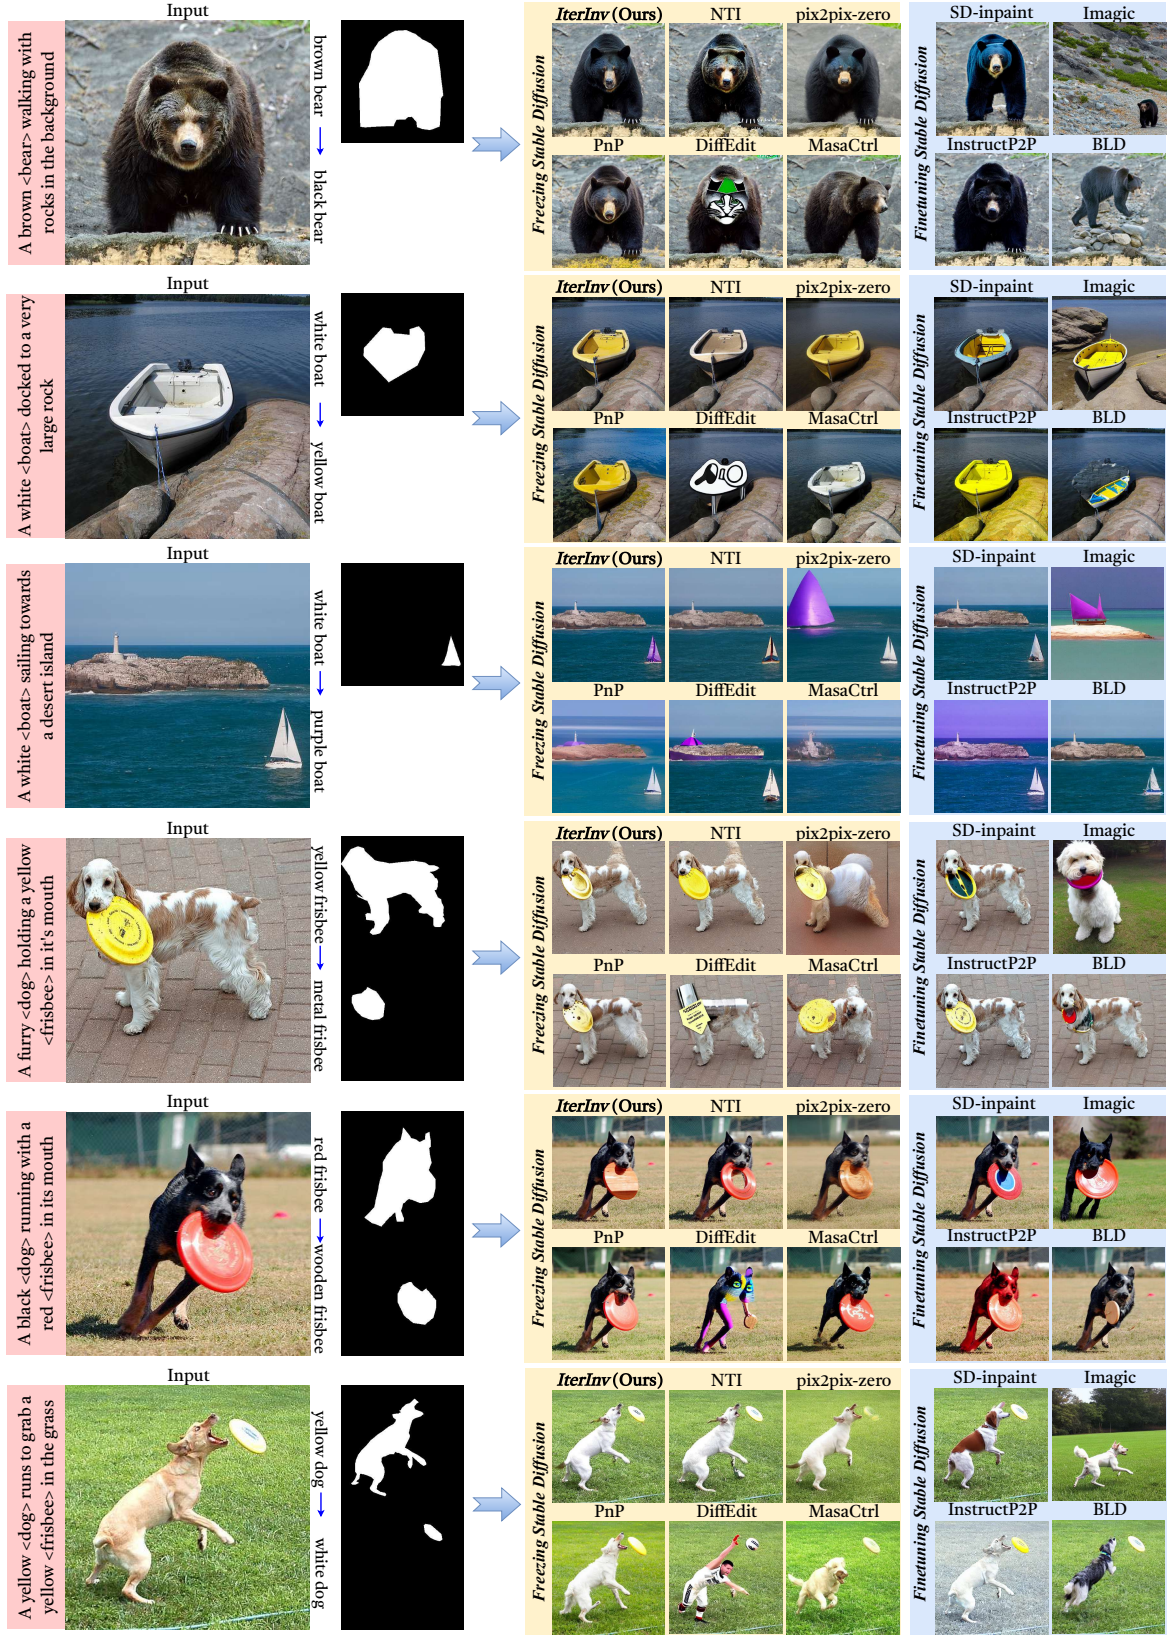 Input
A brown <bear> walking with
rocks in the background
brown bear
black bear
Freezing Stable Diffusion
IterInv (Ours)
NTI
pix2pix-zero
PnP
DiffEdit
MasaCtrl
Finetuning Stable Diffusion
SD-inpaint
Imagic
InstructP2P
BLD
Input
A white <boat> docked to a very
large rock
white boat
yellow boat
Freezing Stable Diffusion
IterInv (Ours)
NTI
pix2pix-zero
PnP
DiffEdit
MasaCtrl
Finetuning Stable Diffusion
SD-inpaint
Imagic
InstructP2P
BLD
Input
A white <boat> sailing towards
a desert island
white boat
purple boat
Freezing Stable Diffusion
IterInv (Ours)
NTI
pix2pix-zero
PnP
DiffEdit
MasaCtrl
Finetuning Stable Diffusion
SD-inpaint
Imagic
InstructP2P
BLD
Input
A furry <dog> holding a yellow
<frisbee> in it's mouth
yellow frisbee
metal frisbee
Freezing Stable Diffusion
IterInv (Ours)
NTI
pix2pix-zero
PnP
DiffEdit
MasaCtrl
Finetuning Stable Diffusion
SD-inpaint
Imagic
InstructP2P
BLD
Input
A black <dog> running with a
red <frisbee> in its mouth
red frisbee
wooden frisbee
Freezing Stable Diffusion
IterInv (Ours)
NTI
pix2pix-zero
PnP
DiffEdit
MasaCtrl
Finetuning Stable Diffusion
SD-inpaint
Imagic
InstructP2P
BLD
Input
A yellow <dog> runs to grab a
yellow <frisbee> in the grass
yellow dog
white dog
Freezing Stable Diffusion
IterInv (Ours)
NTI
pix2pix-zero
PnP
DiffEdit
MasaCtrl
Finetuning Stable Diffusion
SD-inpaint
Imagic
InstructP2P
BLD